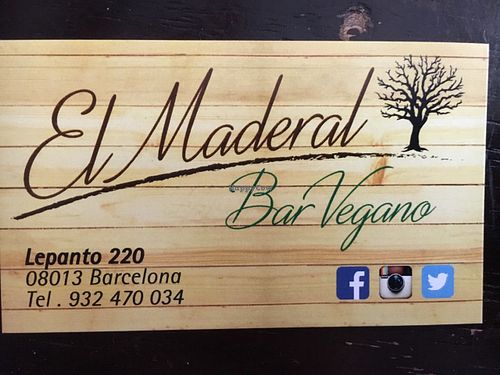 El Maderal
Bar Vegano
Lepanto 220
08013 Barcelona
Tel . 932 470 034